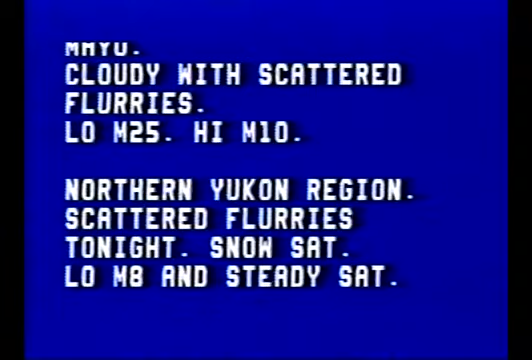 MAYO.
CLOUDY WITH SCATTERED
FLURRIES.
LO M25. HI M10.
NORTHERN YUKON REGION.
SCATTERED FLURRIES
TONIGHT. SNOW SAT.
LO M8 AND STEADY SAT.